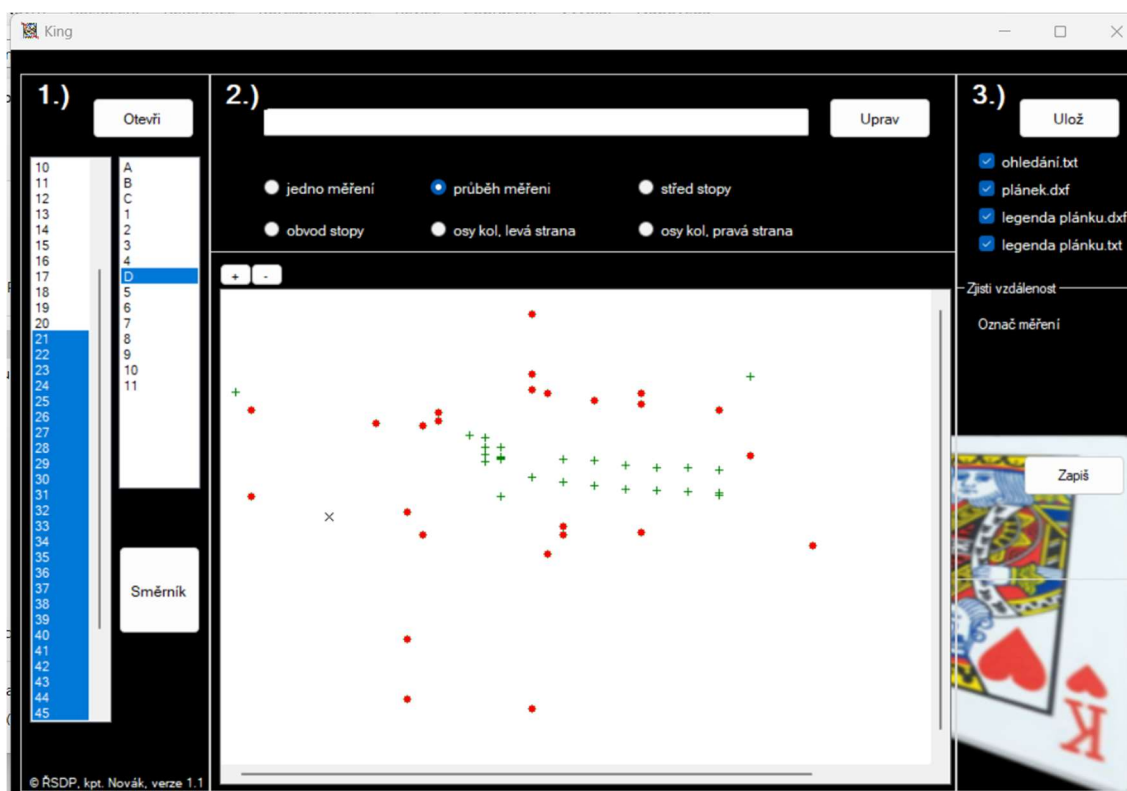 King
1.)
Otevři
10
11
12
13
14
15
16
17
18
19
20
21
22
23
24
25
26
27
28
29
30
31
32
33
34
35
36
37
38
39
40
41
42
43
44
45
A
B
C
1
2
3
4
D
5
6
7
8
9
10
11
Směrník
© ŘSDP, kpt. Novák, verze 1.1
2.)
Uprav
jedno měření
průběh měřeni
střed stopy
obvod stopy
osy kol, levá strana
osy kol, pravá strana
+
-
3.)
Ulož
ohledání.txt
plánek.dxf
legenda plánku.dxf
legenda plánku.txt
Zjisti vzdálenost
Označ měření
Zapiš
K